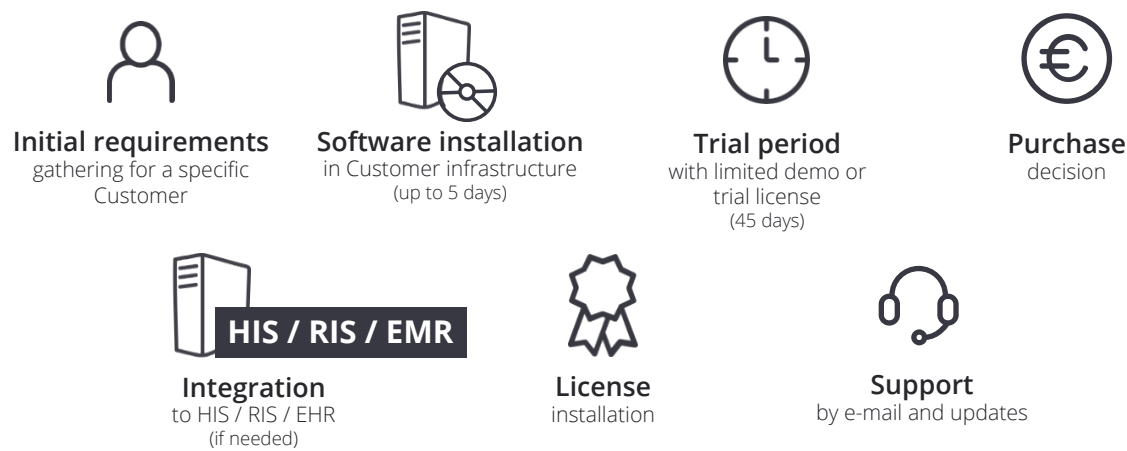 Initial requirements
gathering for a specific
Customer
Software installation
in Customer infrastructure
(up to 5 days)
Trial period
with limited demo or
trial license
(45 days)
Purchase
decision
HIS / RIS / EMR
Integration
to HIS / RIS / EHR
(if needed)
License
installation
Support
by e-mail and updates